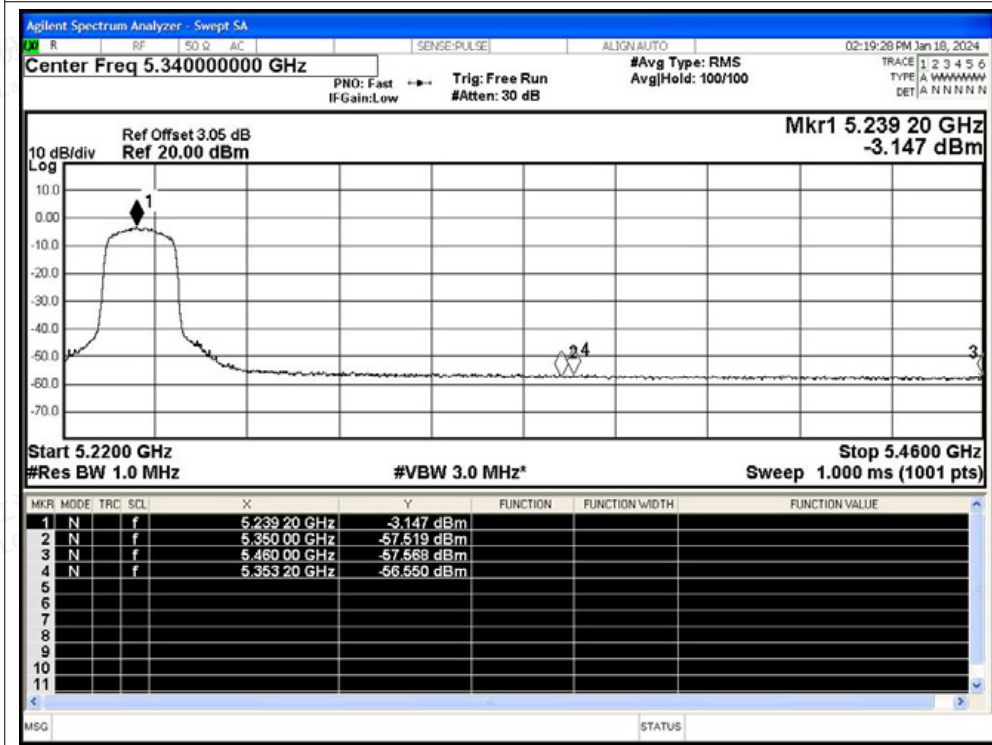 Agilent Spectrum Analyzer - Swept SA
R RF 50 Ω AC SENSE:PULSE ALIGN AUTO 02:19:28 PM Jan 18, 2024
Center Freq 5.340000000 GHz
PNO: Fast
IFGain:Low
Trig: Free Run
#Atten: 30 dB
#Avg Type: RMS
Avg|Hold: 100/100
TRACE 1 2 3 4 5 6
TYPE A WWWWW
DET A N N N N N
Mkr1 5.239 20 GHz
-3.147 dBm
Ref Offset 3.05 dB
10 dB/div Ref 20.00 dBm
Log
10.0
0.00
-10.0
-20.0
-30.0
-40.0
-50.0
-60.0
-70.0
1
2 4
3
Start 5.2200 GHz Stop 5.4600 GHz
#Res BW 1.0 MHz #VBW 3.0 MHz* Sweep 1.000 ms (1001 pts)
MKR MODE TRC SCL X Y FUNCTION FUNCTION WIDTH FUNCTION VALUE
1 N f 5.239 20 GHz -3.147 dBm
2 N f 5.350 00 GHz -57.519 dBm
3 N f 5.460 00 GHz -57.568 dBm
4 N f 5.353 20 GHz -56.550 dBm
5
6
7
8
9
10
11
MSG STATUS